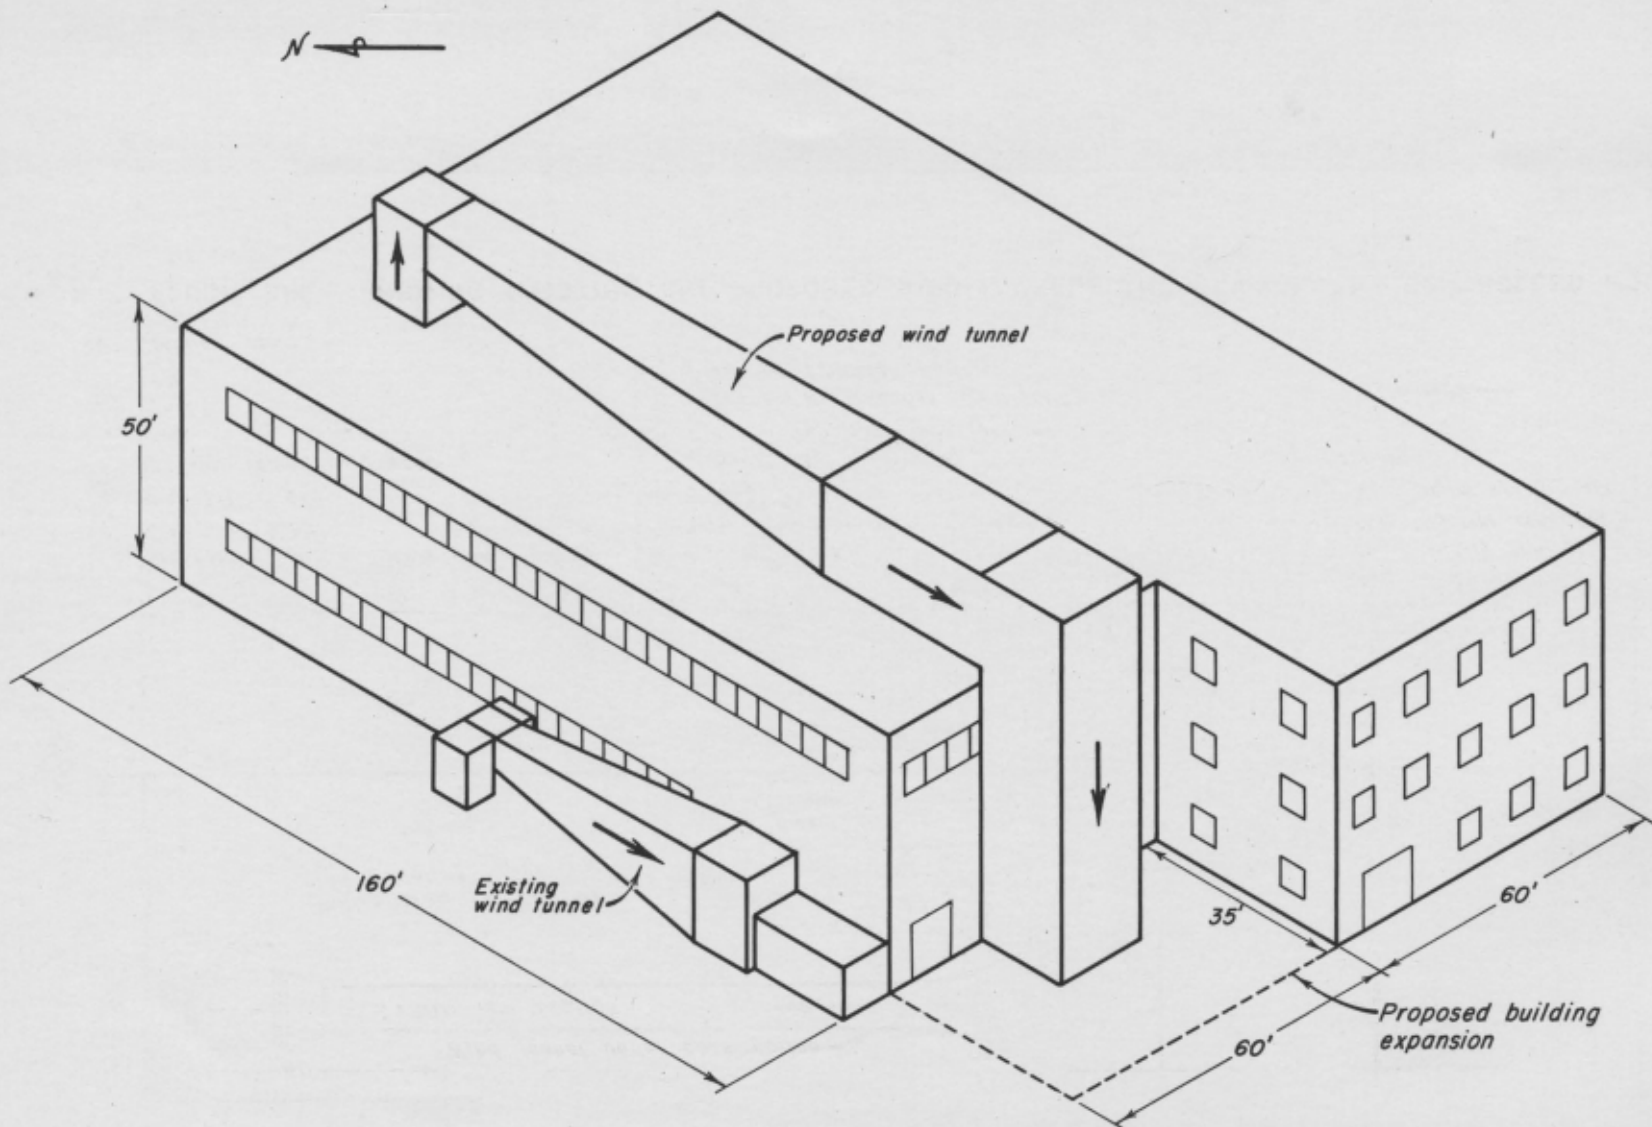 N
Proposed wind tunnel
50'
160'
Existing
wind tunnel
35'
60'
60'
Proposed building
expansion